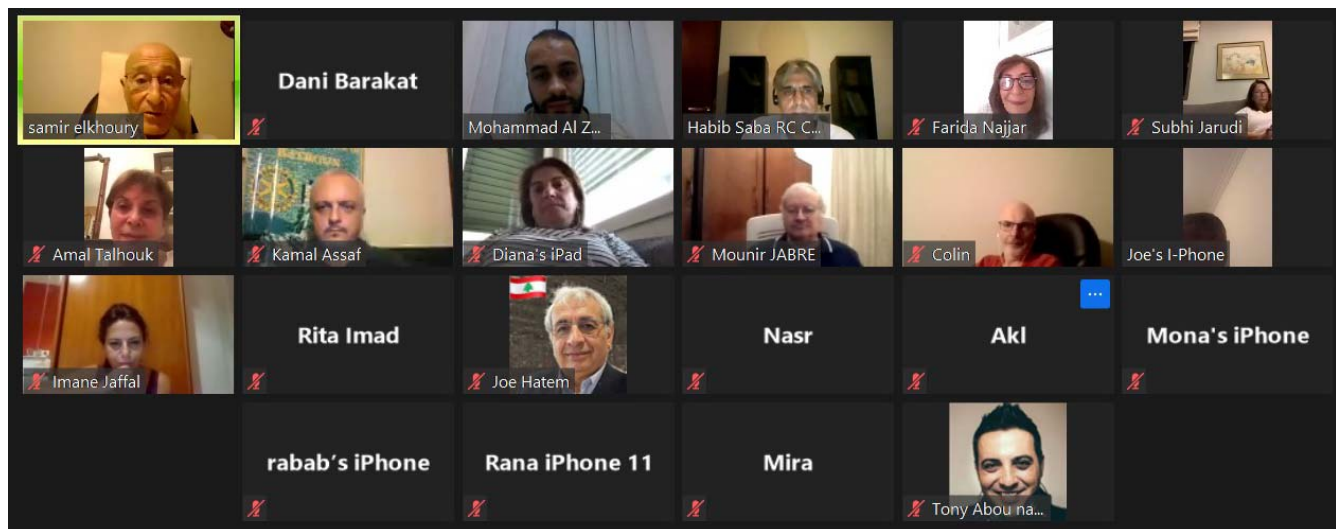 samir elkhoury
Dani Barakat
Mohammad Al Z...
Habib Saba RC C...
Farida Najjar
Subhi Jarudi
Amal Talhouk
Kamal Assaf
Diana's iPad
Mounir JABRE
Colin
Joe's I-Phone
Imane Jaffal
Rita Imad
Joe Hatem
Nasr
Akl
...
Mona's iPhone
rabab's iPhone
Rana iPhone 11
Mira
Tony Abou na...